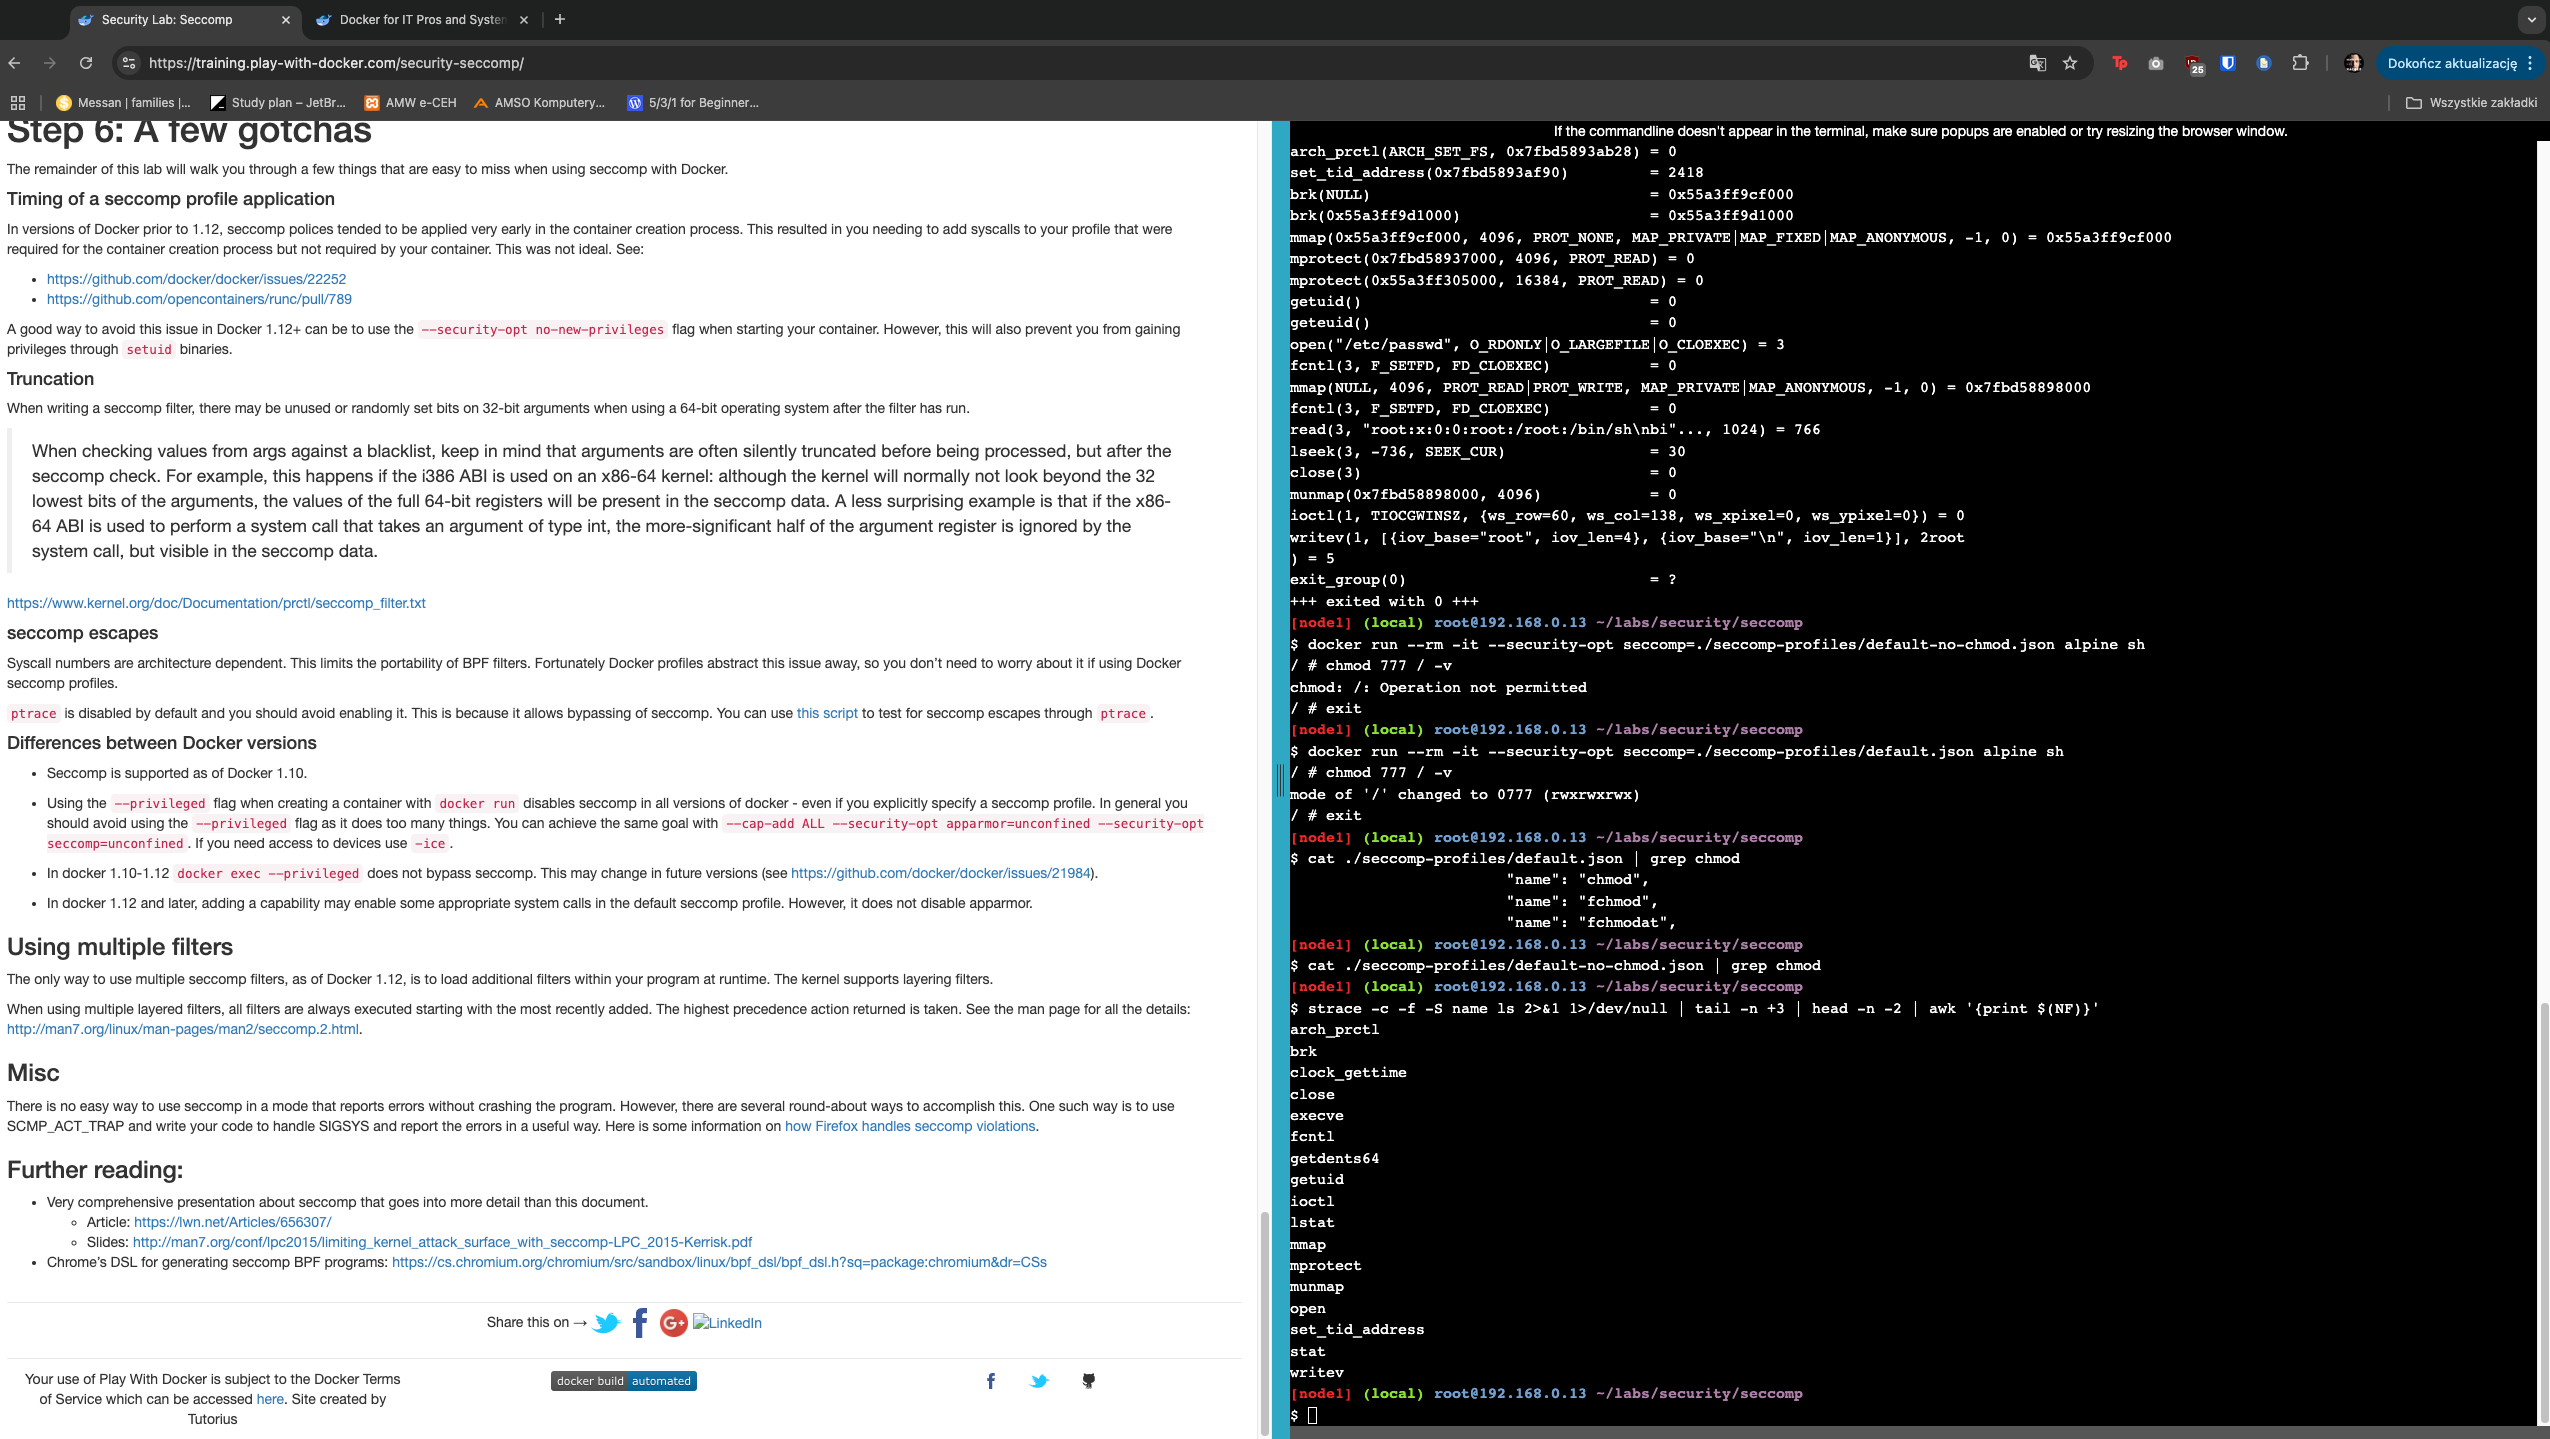 Security Lab: Seccomp
Docker for IT Pros and System
https://training.play-with-docker.com/security-seccomp/
25
Dokończ aktualizację
Messan | families |...
Study plan – JetBr...
AMW e-CEH
AMSO Komputery...
5/3/1 for Beginner...
Wszystkie zakładki
Step 6: A few gotchas
The remainder of this lab will walk you through a few things that are easy to miss when using seccomp with Docker.
Timing of a seccomp profile application
In versions of Docker prior to 1.12, seccomp polices tended to be applied very early in the container creation process. This resulted in you needing to add syscalls to your profile that were
required for the container creation process but not required by your container. This was not ideal. See:
• https://github.com/docker/docker/issues/22252
• https://github.com/opencontainers/runc/pull/789
A good way to avoid this issue in Docker 1.12+ can be to use the --security-opt no-new-privileges flag when starting your container. However, this will also prevent you from gaining
privileges through setuid binaries.
Truncation
When writing a seccomp filter, there may be unused or randomly set bits on 32-bit arguments when using a 64-bit operating system after the filter has run.
When checking values from args against a blacklist, keep in mind that arguments are often silently truncated before being processed, but after the
seccomp check. For example, this happens if the i386 ABI is used on an x86-64 kernel: although the kernel will normally not look beyond the 32
lowest bits of the arguments, the values of the full 64-bit registers will be present in the seccomp data. A less surprising example is that if the x86-
64 ABI is used to perform a system call that takes an argument of type int, the more-significant half of the argument register is ignored by the
system call, but visible in the seccomp data.
https://www.kernel.org/doc/Documentation/prctl/seccomp_filter.txt
seccomp escapes
Syscall numbers are architecture dependent. This limits the portability of BPF filters. Fortunately Docker profiles abstract this issue away, so you don’t need to worry about it if using Docker
seccomp profiles.
ptrace is disabled by default and you should avoid enabling it. This is because it allows bypassing of seccomp. You can use this script to test for seccomp escapes through ptrace.
Differences between Docker versions
• Seccomp is supported as of Docker 1.10.
• Using the --privileged flag when creating a container with docker run disables seccomp in all versions of docker - even if you explicitly specify a seccomp profile. In general you
should avoid using the --privileged flag as it does too many things. You can achieve the same goal with --cap-add ALL --security-opt apparmor=unconfined --security-opt
seccomp=unconfined. If you need access to devices use -ice.
• In docker 1.10-1.12 docker exec --privileged does not bypass seccomp. This may change in future versions (see https://github.com/docker/docker/issues/21984).
• In docker 1.12 and later, adding a capability may enable some appropriate system calls in the default seccomp profile. However, it does not disable apparmor.
Using multiple filters
The only way to use multiple seccomp filters, as of Docker 1.12, is to load additional filters within your program at runtime. The kernel supports layering filters.
When using multiple layered filters, all filters are always executed starting with the most recently added. The highest precedence action returned is taken. See the man page for all the details:
http://man7.org/linux/man-pages/man2/seccomp.2.html.
Misc
There is no easy way to use seccomp in a mode that reports errors without crashing the program. However, there are several round-about ways to accomplish this. One such way is to use
SCMP_ACT_TRAP and write your code to handle SIGSYS and report the errors in a useful way. Here is some information on how Firefox handles seccomp violations.
Further reading:
• Very comprehensive presentation about seccomp that goes into more detail than this document.
◦ Article: https://lwn.net/Articles/656307/
◦ Slides: http://man7.org/conf/lpc2015/limiting_kernel_attack_surface_with_seccomp-LPC_2015-Kerrisk.pdf
• Chrome’s DSL for generating seccomp BPF programs: https://cs.chromium.org/chromium/src/sandbox/linux/bpf_dsl/bpf_dsl.h?sq=package:chromium&dr=CSs
Share this on → LinkedIn
Your use of Play With Docker is subject to the Docker Terms
of Service which can be accessed here. Site created by
Tutorius
docker build automated
If the commandline doesn't appear in the terminal, make sure popups are enabled or try resizing the browser window.
arch_prctl(ARCH_SET_FS, 0x7fbd5893ab28) = 0
set_tid_address(0x7fbd5893af90)         = 2418
brk(NULL)                               = 0x55a3ff9cf000
brk(0x55a3ff9d1000)                     = 0x55a3ff9d1000
mmap(0x55a3ff9cf000, 4096, PROT_NONE, MAP_PRIVATE|MAP_FIXED|MAP_ANONYMOUS, -1, 0) = 0x55a3ff9cf000
mprotect(0x7fbd58937000, 4096, PROT_READ) = 0
mprotect(0x55a3ff305000, 16384, PROT_READ) = 0
getuid()                                = 0
geteuid()                               = 0
open("/etc/passwd", O_RDONLY|O_LARGEFILE|O_CLOEXEC) = 3
fcntl(3, F_SETFD, FD_CLOEXEC)           = 0
mmap(NULL, 4096, PROT_READ|PROT_WRITE, MAP_PRIVATE|MAP_ANONYMOUS, -1, 0) = 0x7fbd58898000
fcntl(3, F_SETFD, FD_CLOEXEC)           = 0
read(3, "root:x:0:0:root:/root:/bin/sh\nbi"..., 1024) = 766
lseek(3, -736, SEEK_CUR)                = 30
close(3)                                = 0
munmap(0x7fbd58898000, 4096)            = 0
ioctl(1, TIOCGWINSZ, {ws_row=60, ws_col=138, ws_xpixel=0, ws_ypixel=0}) = 0
writev(1, [{iov_base="root", iov_len=4}, {iov_base="\n", iov_len=1}], 2root
) = 5
exit_group(0)                           = ?
+++ exited with 0 +++
[node1] (local) root@192.168.0.13 ~/labs/security/seccomp
$ docker run --rm -it --security-opt seccomp=./seccomp-profiles/default-no-chmod.json alpine sh
/ # chmod 777 / -v
chmod: /: Operation not permitted
/ # exit
[node1] (local) root@192.168.0.13 ~/labs/security/seccomp
$ docker run --rm -it --security-opt seccomp=./seccomp-profiles/default.json alpine sh
/ # chmod 777 / -v
mode of '/' changed to 0777 (rwxrwxrwx)
/ # exit
[node1] (local) root@192.168.0.13 ~/labs/security/seccomp
$ cat ./seccomp-profiles/default.json | grep chmod
"name": "chmod",
"name": "fchmod",
"name": "fchmodat",
[node1] (local) root@192.168.0.13 ~/labs/security/seccomp
$ cat ./seccomp-profiles/default-no-chmod.json | grep chmod
[node1] (local) root@192.168.0.13 ~/labs/security/seccomp
$ strace -c -f -S name ls 2>&1 1>/dev/null | tail -n +3 | head -n -2 | awk '{print $(NF)}'
arch_prctl
brk
clock_gettime
close
execve
fcntl
getdents64
getuid
ioctl
lstat
mmap
mprotect
munmap
open
set_tid_address
stat
writev
[node1] (local) root@192.168.0.13 ~/labs/security/seccomp
$